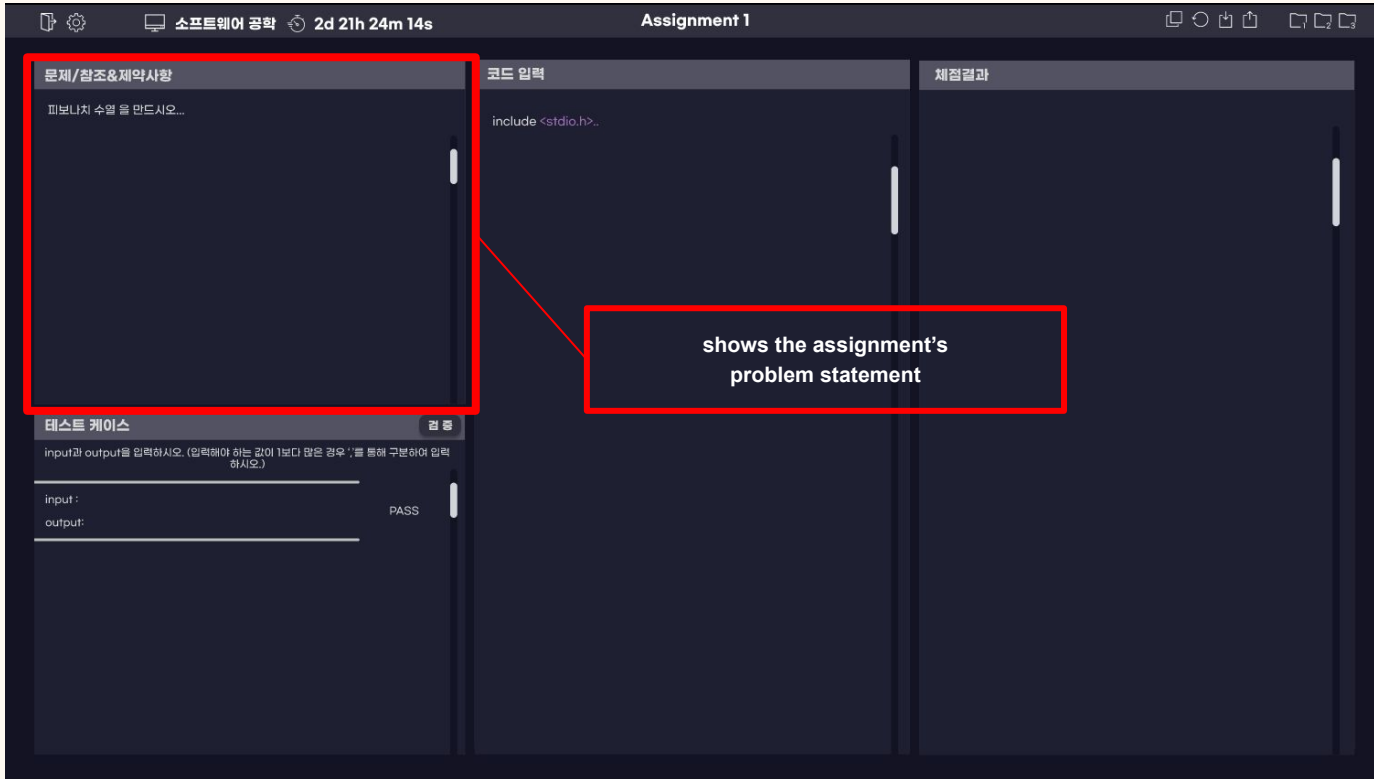 소프트웨어 공학 2d 21h 24m 14s
Assignment 1
1 2 3
문제/참조&제약사항
피보나치 수열 을 만드시오...
코드 입력
include <stdio.h>..
체점결과
shows the assignment’s
problem statement
테스트 케이스
검 증
input과 output을 입력하시오. (입력해야 하는 값이 1보다 많은 경우 ','를 통해 구분하여 입력
하시오.)
input :
output:
PASS